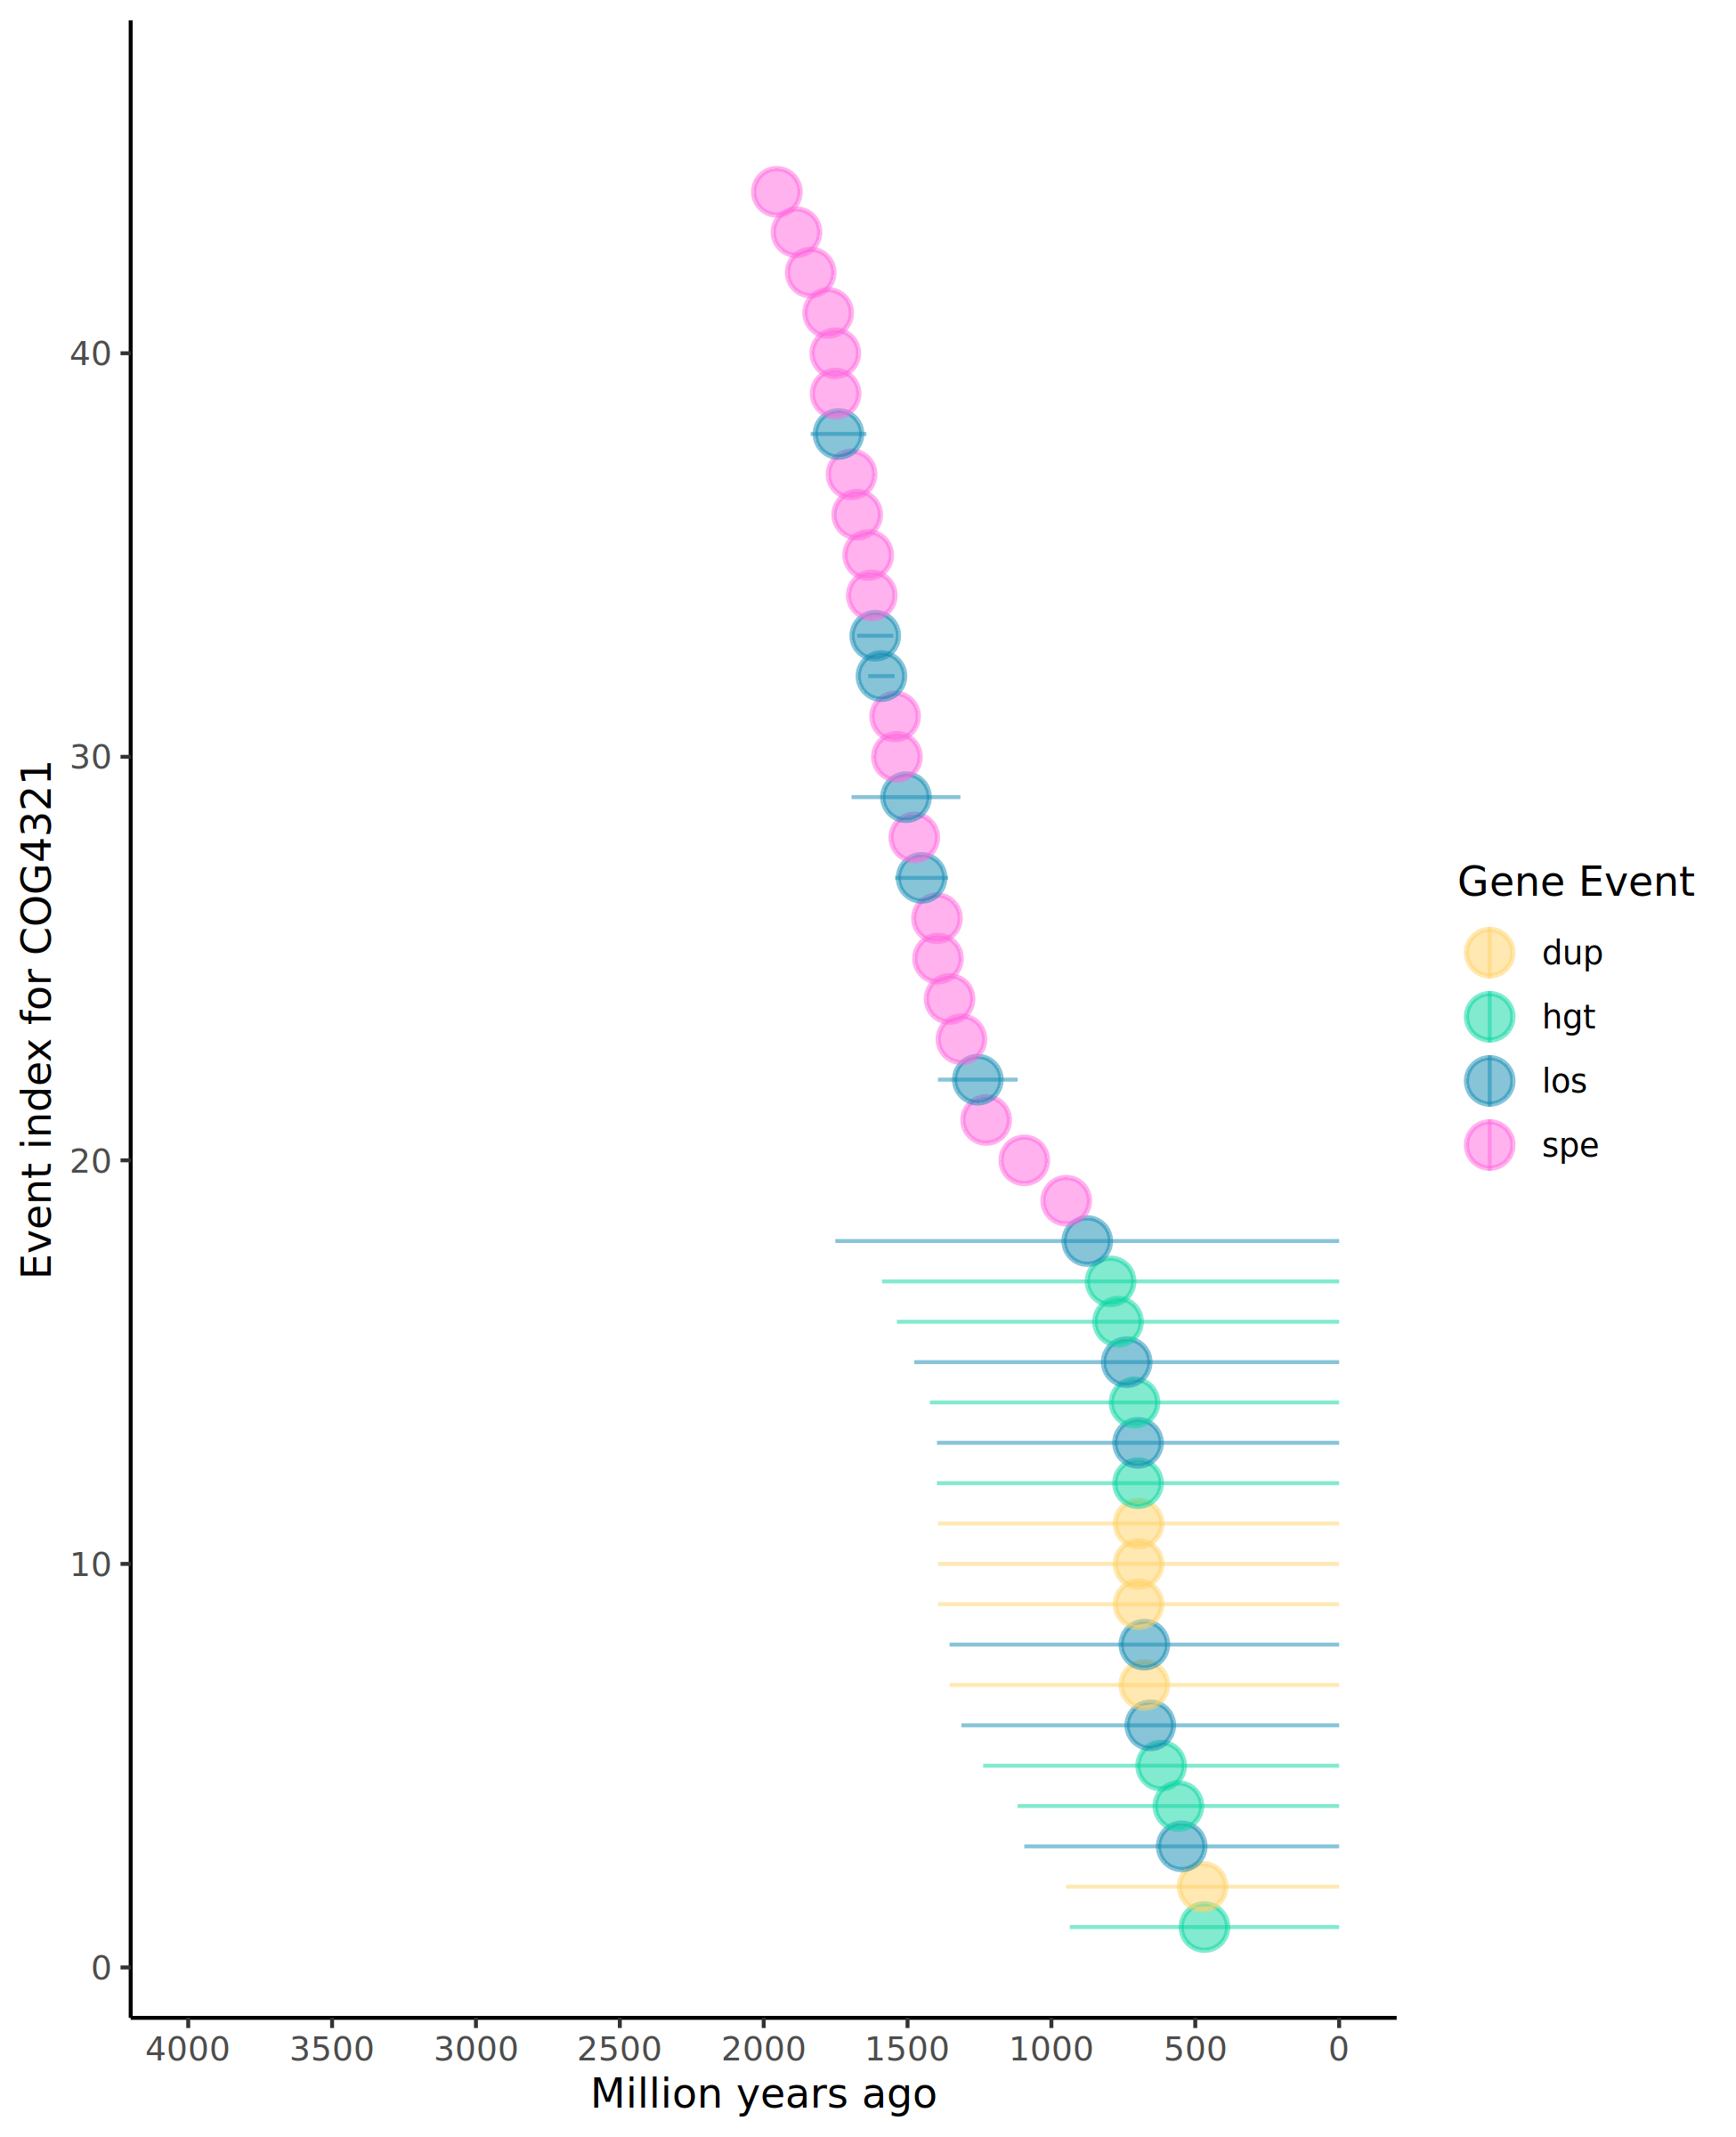 Event index for COG4321
40
30
20
10
0
4000 3500 3000 2500 2000 1500 1000 500 0
Million years ago
Gene Event
dup
hgt
los
spe